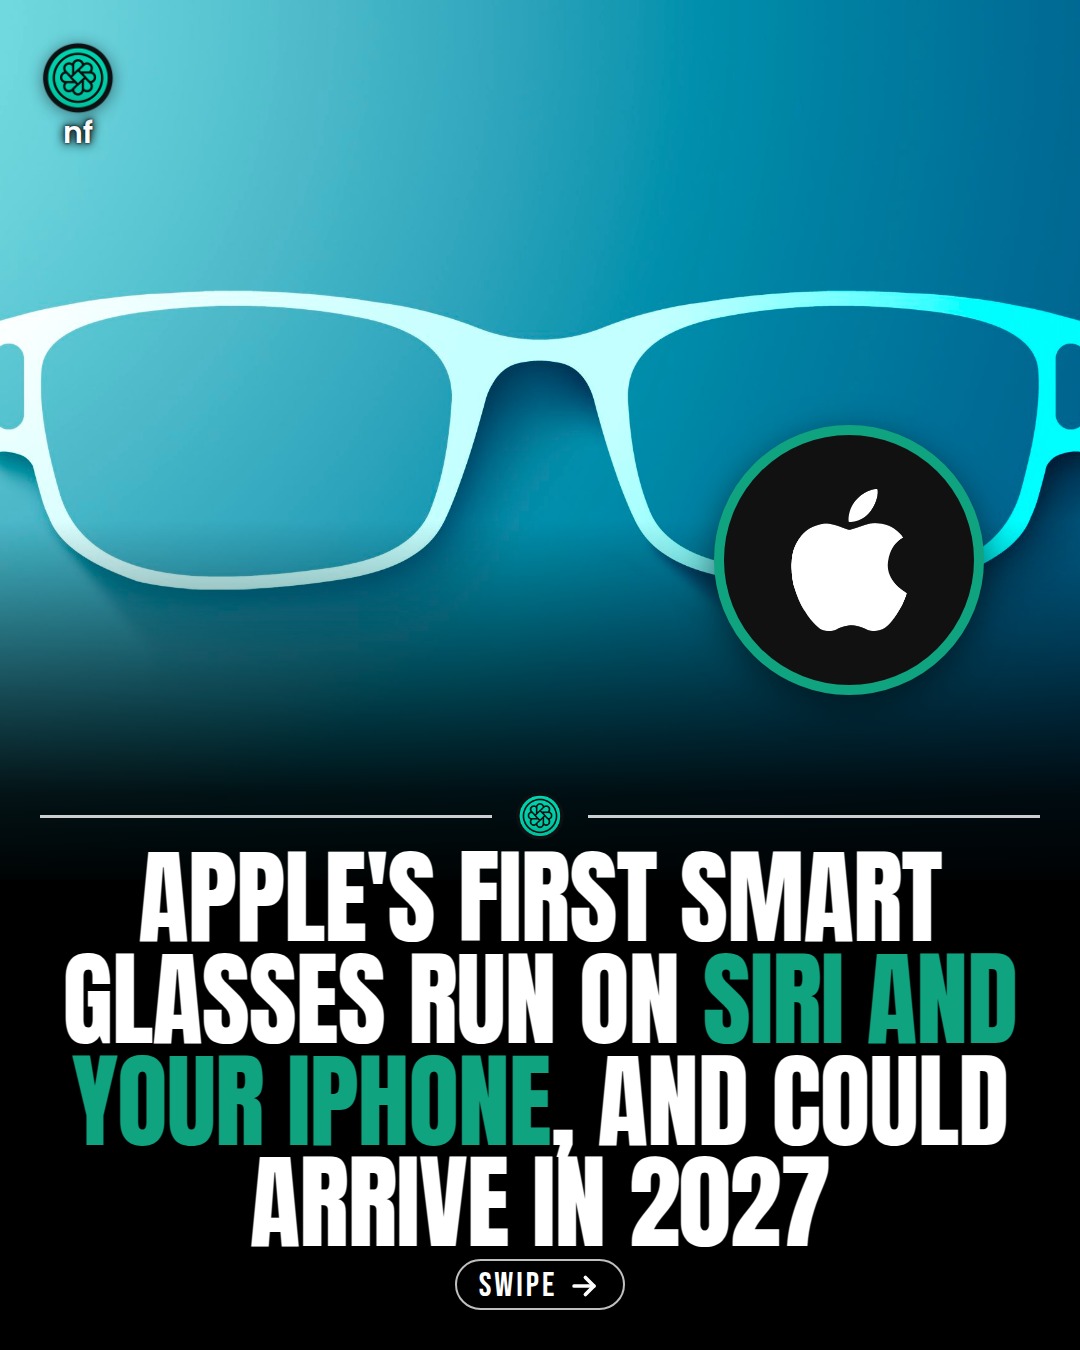 nf
APPLE'S FIRST SMART
GLASSES RUN ON SIRI AND
YOUR IPHONE, AND COULD
ARRIVE IN 2027
SWIPE →